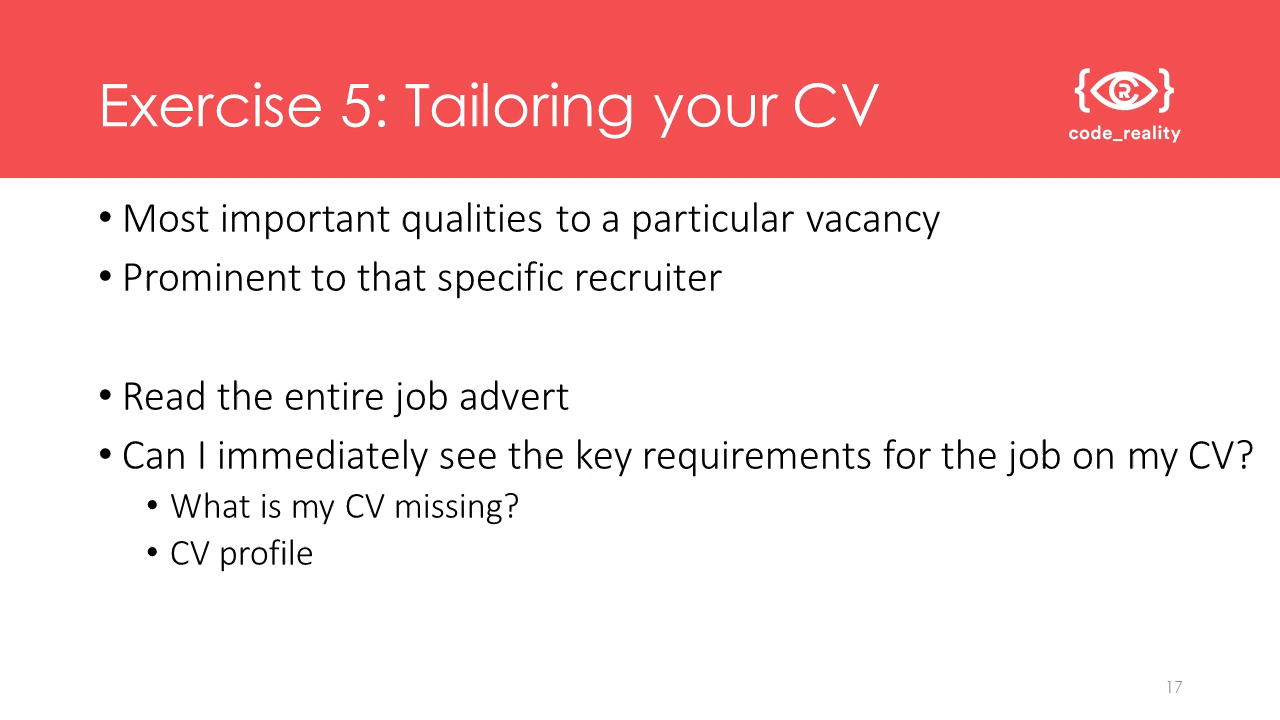 Exercise 5: Tailoring your CV
{RC}
code_reality
• Most important qualities to a particular vacancy
• Prominent to that specific recruiter
• Read the entire job advert
• Can I immediately see the key requirements for the job on my CV?
• What is my CV missing?
• CV profile
17